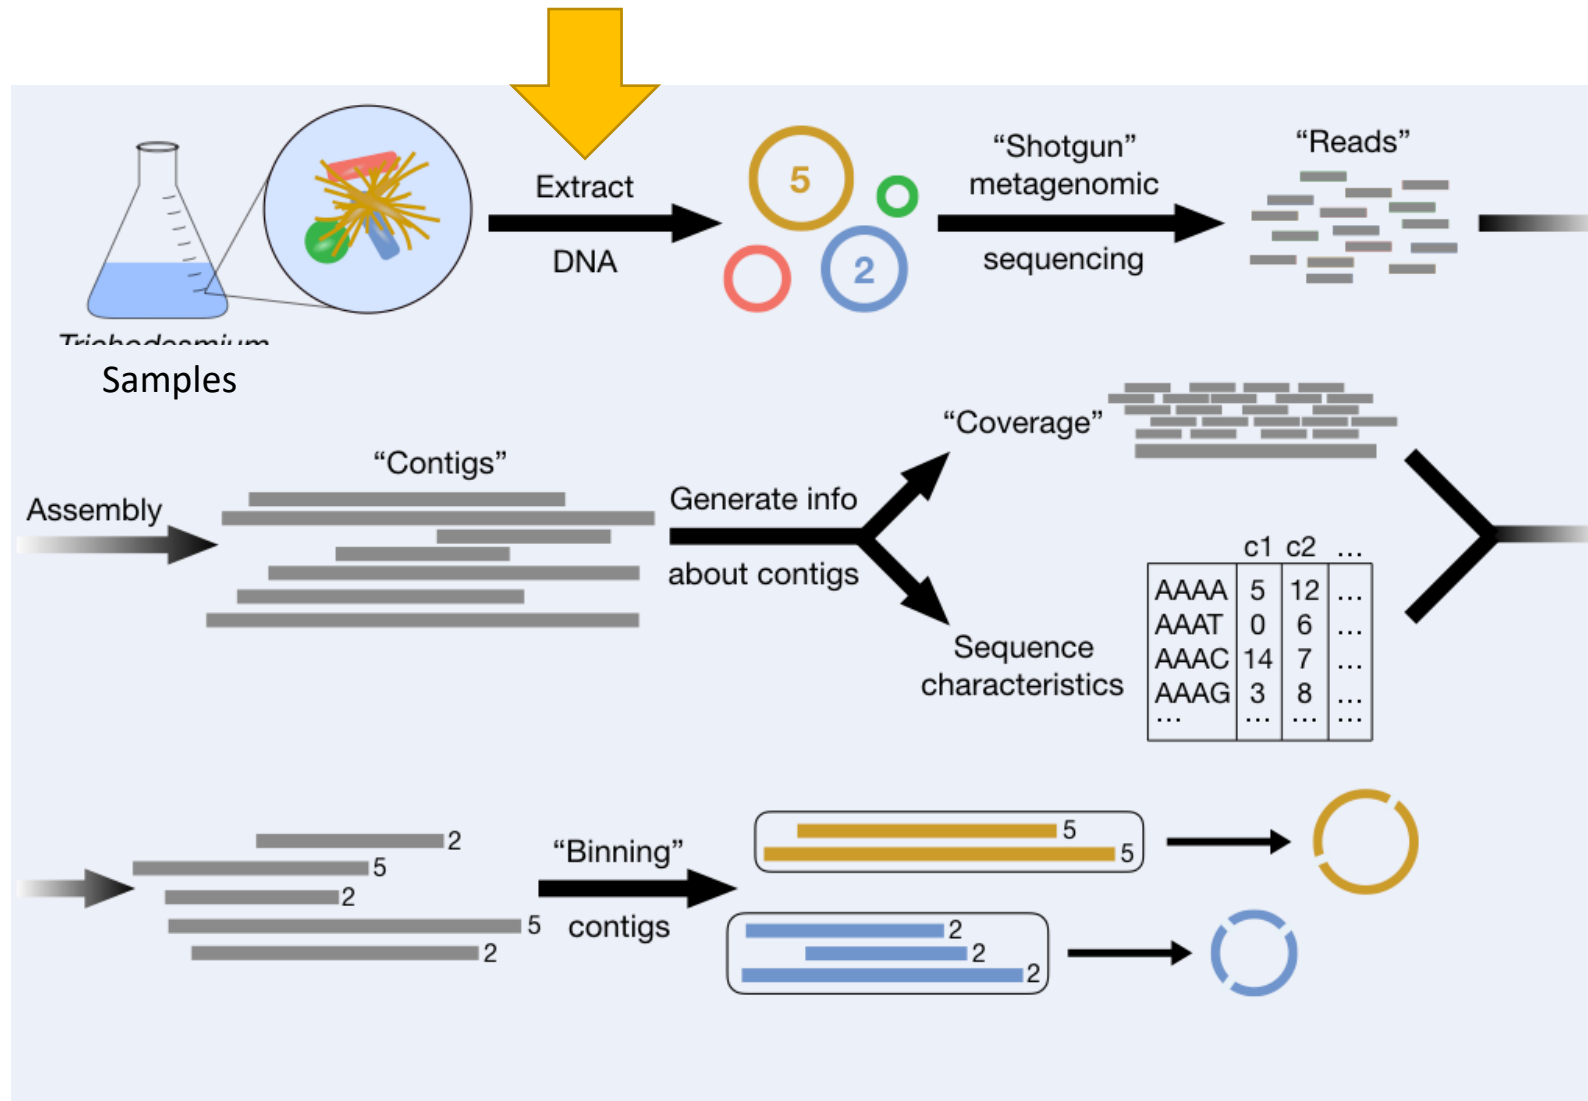 Extract
DNA
5
2
“Shotgun”
metagenomic
sequencing
“Reads”
Trichodesmium
Samples
Assembly
“Contigs”
Generate info
about contigs
“Coverage”
Sequence
characteristics
c1 c2 ...
AAAA 5 12 ...
AAAT 0 6 ...
AAAC 14 7 ...
AAAG 3 8 ...
... ... ... ...
2
5
2
5
2
“Binning”
contigs
5
5
2
2
2